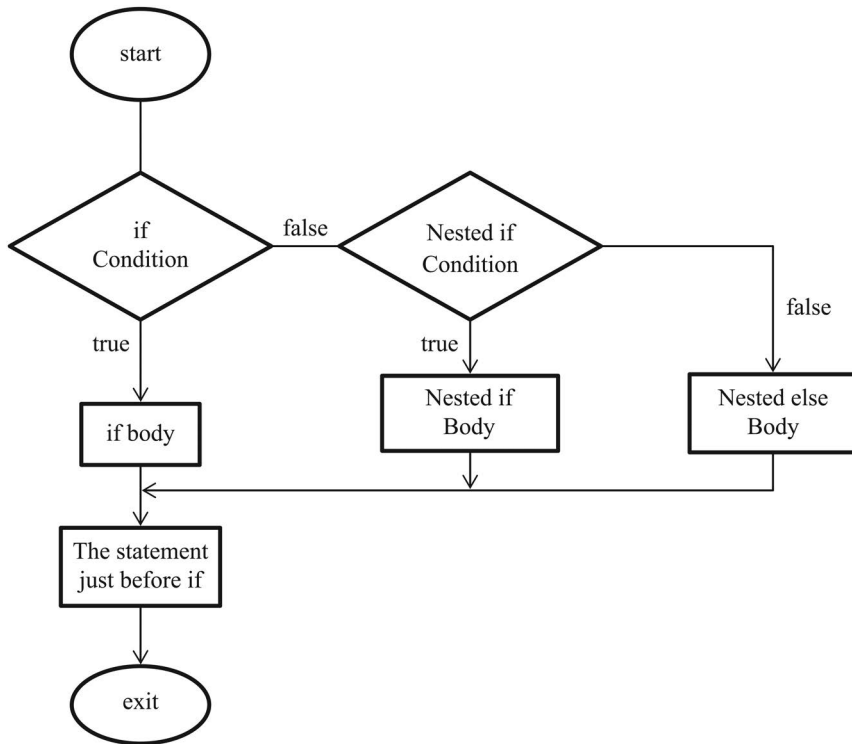 start
if
Condition
false
Nested if
Condition
false
true
true
if body
Nested if
Body
Nested else
Body
The statement
just before if
exit